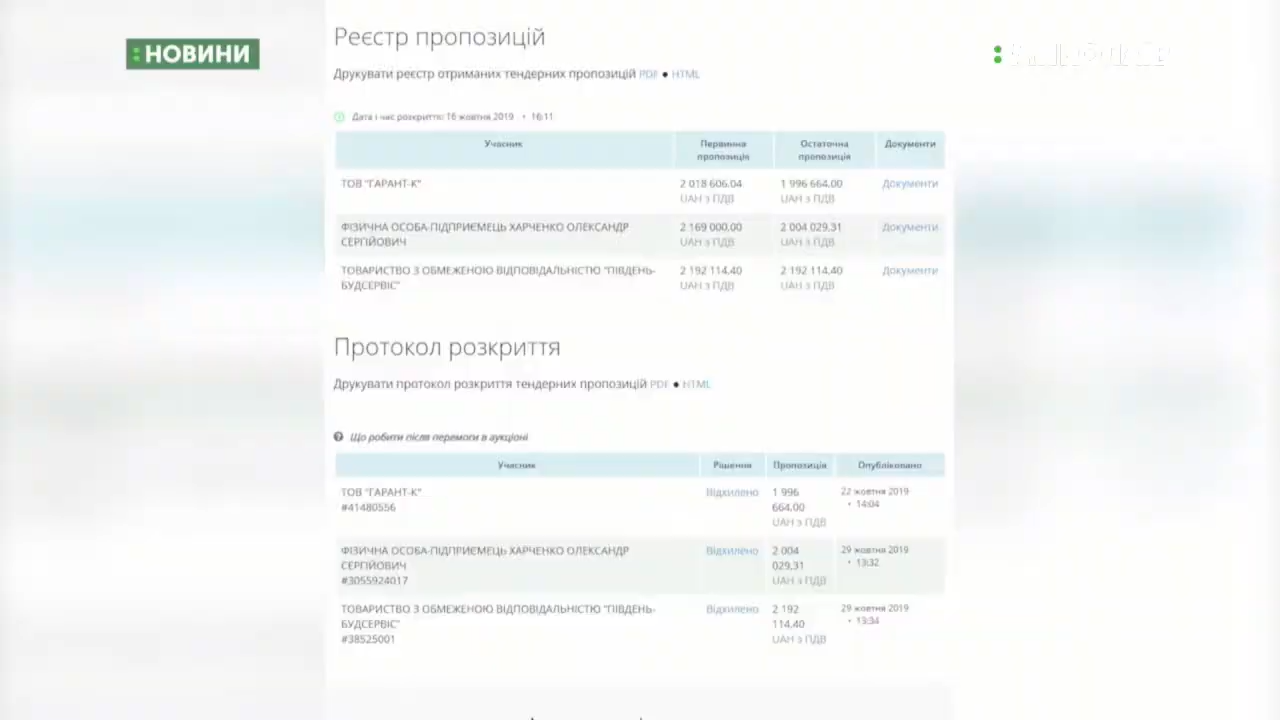 НОВИНИ
Реєстр пропозицій
Друкувати реєстр отриманих тендерних пропозицій PDF ● HTML
Дата і час розкриття: 16 жовтня 2019 • 16:11
Учасник Первинна пропозиція Остаточна пропозиція Документи
ТОВ "ГАРАНТ-К" 2 018 606.04 1 996 664.00 Документи
UAH з ПДВ UAH з ПДВ
ФІЗИЧНА ОСОБА-ПІДПРИЄМЕЦЬ ХАРЧЕНКО ОЛЕКСАНДР 2 169 000.00 2 004 029.31 Документи
СЕРГІЙОВИЧ UAH з ПДВ UAH з ПДВ
ТОВАРИСТВО З ОБМЕЖЕНОЮ ВІДПОВІДАЛЬНІСТЮ "ПІВДЕНЬ- 2 192 114.40 2 192 114.40 Документи
БУДСЕРВІС" UAH з ПДВ UAH з ПДВ
Протокол розкриття
Друкувати протокол розкриття тендерних пропозицій PDF ● HTML
Що робити після перемоги в аукціоні
Учасник Рішення Пропозиція Опубліковано
ТОВ "ГАРАНТ-К" Відхилено 1 996 22 жовтня 2019
#41480556 664.00 • 14:04
UAH з ПДВ
ФІЗИЧНА ОСОБА-ПІДПРИЄМЕЦЬ ХАРЧЕНКО ОЛЕКСАНДР Відхилено 2 004 29 жовтня 2019
СЕРГІЙОВИЧ 029.31 • 13:32
#3055924017 UAH з ПДВ
ТОВАРИСТВО З ОБМЕЖЕНОЮ ВІДПОВІДАЛЬНІСТЮ "ПІВДЕНЬ- Відхилено 2 192 29 жовтня 2019
БУДСЕРВІС" 114.40 • 13:34
#38525001 UAH з ПДВ